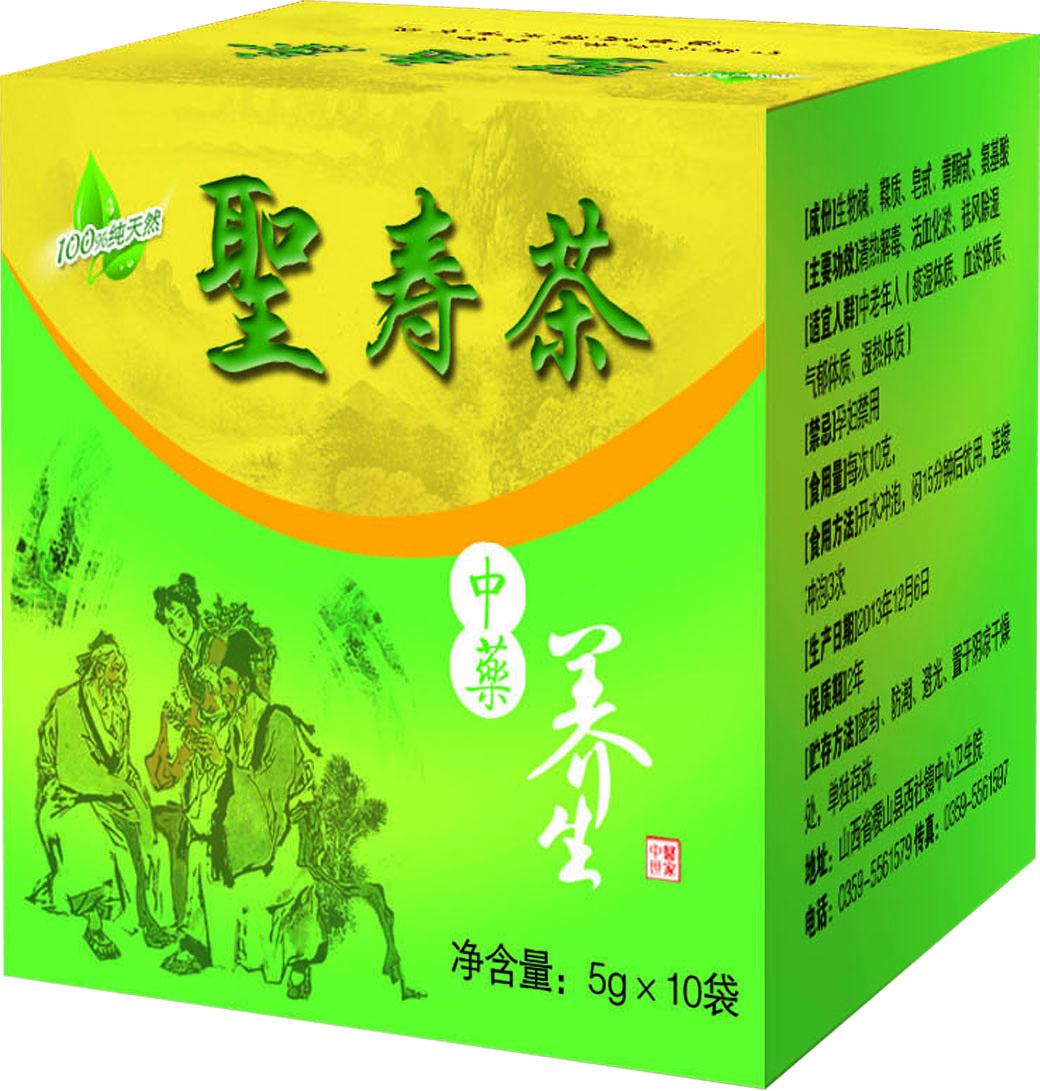 100%纯天然
聖寿茶
中藥
养生
中醫
世家
净含量：5g×10袋
[成份]生物碱、鞣质、皂甙、黄酮甙、氨基酸
[主要功效]清热解毒、活血化淤、祛风除湿
[适宜人群]中老年人(痰湿体质、血淤体质、
气郁体质、湿热体质)
[禁忌]孕妇禁用
[食用量]每次10克，
[食用方法]开水冲泡，闷15分钟后饮用，连续
冲泡3次
[生产日期]2013年12月6日
[保质期]2年
[贮存方法]密封、防潮、避光、置于阴凉干燥
处，单独存放。
地址：山西省稷山县西社镇中心卫生院
电话：0359-5561579 传真：0359-5561597